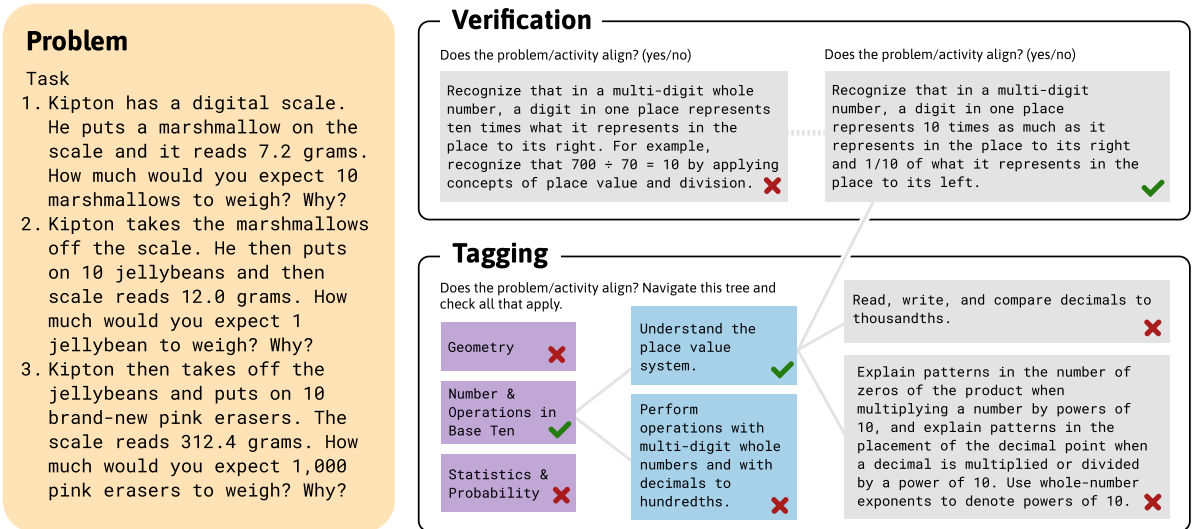 Problem
Task
1. Kipton has a digital scale.
He puts a marshmallow on the
scale and it reads 7.2 grams.
How much would you expect 10
marshmallows to weigh? Why?
2. Kipton takes the marshmallows
off the scale. He then puts
on 10 jellybeans and then
scale reads 12.0 grams. How
much would you expect 1
jellybean to weigh? Why?
3. Kipton then takes off the
jellybeans and puts on 10
brand-new pink erasers. The
scale reads 312.4 grams. How
much would you expect 1,000
pink erasers to weigh? Why?
Verification
Does the problem/activity align? (yes/no)
Recognize that in a multi-digit whole
number, a digit in one place represents
ten times what it represents in the
place to its right. For example,
recognize that 700 ÷ 70 = 10 by applying
concepts of place value and division.
Does the problem/activity align? (yes/no)
Recognize that in a multi-digit
number, a digit in one place
represents 10 times as much as it
represents in the place to its right
and 1/10 of what it represents in the
place to its left.
Tagging
Does the problem/activity align? Navigate this tree and
check all that apply.
Geometry
Number &
Operations in
Base Ten
Statistics &
Probability
Understand the
place value
system.
Perform
operations with
multi-digit whole
numbers and with
decimals to
hundredths.
Read, write, and compare decimals to
thousandths.
Explain patterns in the number of
zeros of the product when
multiplying a number by powers of
10, and explain patterns in the
placement of the decimal point when
a decimal is multiplied or divided
by a power of 10. Use whole-number
exponents to denote powers of 10.